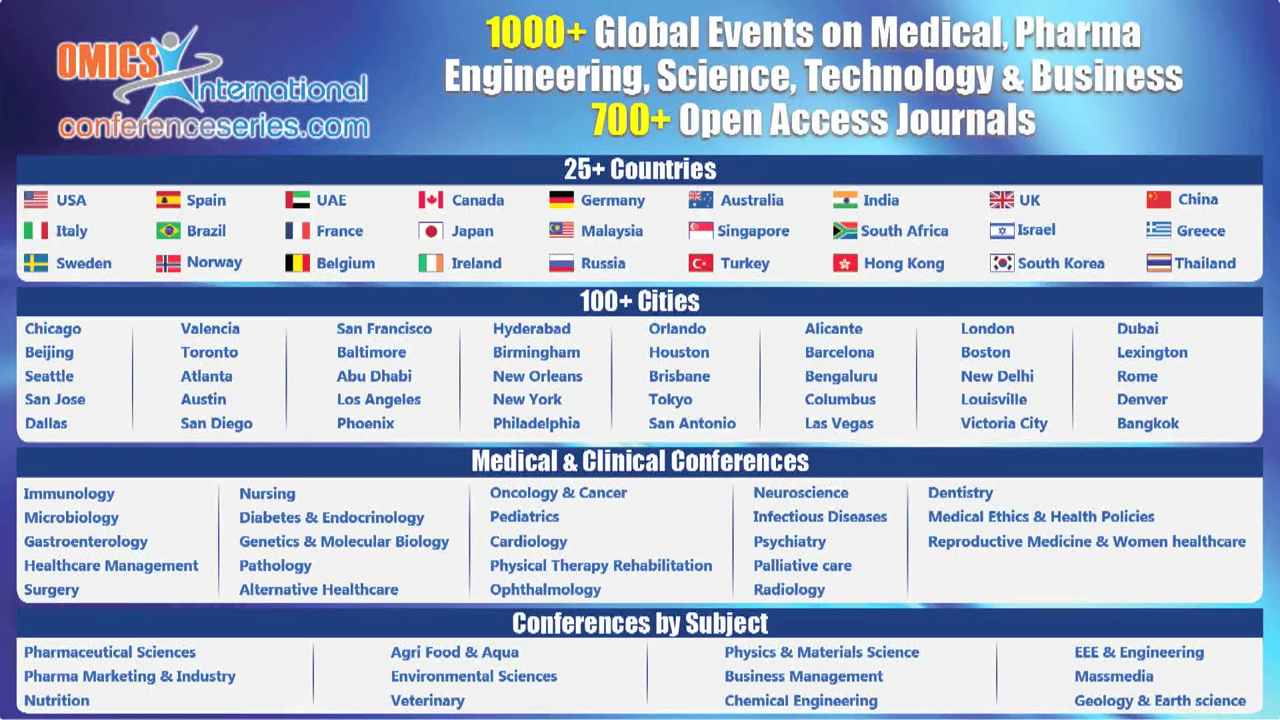 OMICS
International
conferenceseries.com
1000+ Global Events on Medical, Pharma
Engineering, Science, Technology & Business
700+ Open Access Journals
25+ Countries
USA Spain UAE Canada Germany Australia India UK China
Italy Brazil France Japan Malaysia Singapore South Africa Israel Greece
Sweden Norway Belgium Ireland Russia Turkey Hong Kong South Korea Thailand
100+ Cities
Chicago Valencia San Francisco Hyderabad Orlando Alicante London Dubai
Beijing Toronto Baltimore Birmingham Houston Barcelona Boston Lexington
Seattle Atlanta Abu Dhabi New Orleans Brisbane Bengaluru New Delhi Rome
San Jose Austin Los Angeles New York Tokyo Columbus Louisville Denver
Dallas San Diego Phoenix Philadelphia San Antonio Las Vegas Victoria City Bangkok
Medical & Clinical Conferences
Immunology Nursing Oncology & Cancer Neuroscience Dentistry
Microbiology Diabetes & Endocrinology Pediatrics Infectious Diseases Medical Ethics & Health Policies
Gastroenterology Genetics & Molecular Biology Cardiology Psychiatry Reproductive Medicine & Women healthcare
Healthcare Management Pathology Physical Therapy Rehabilitation Palliative care
Surgery Alternative Healthcare Ophthalmology Radiology
Conferences by Subject
Pharmaceutical Sciences Agri Food & Aqua Physics & Materials Science EEE & Engineering
Pharma Marketing & Industry Environmental Sciences Business Management Massmedia
Nutrition Veterinary Chemical Engineering Geology & Earth science